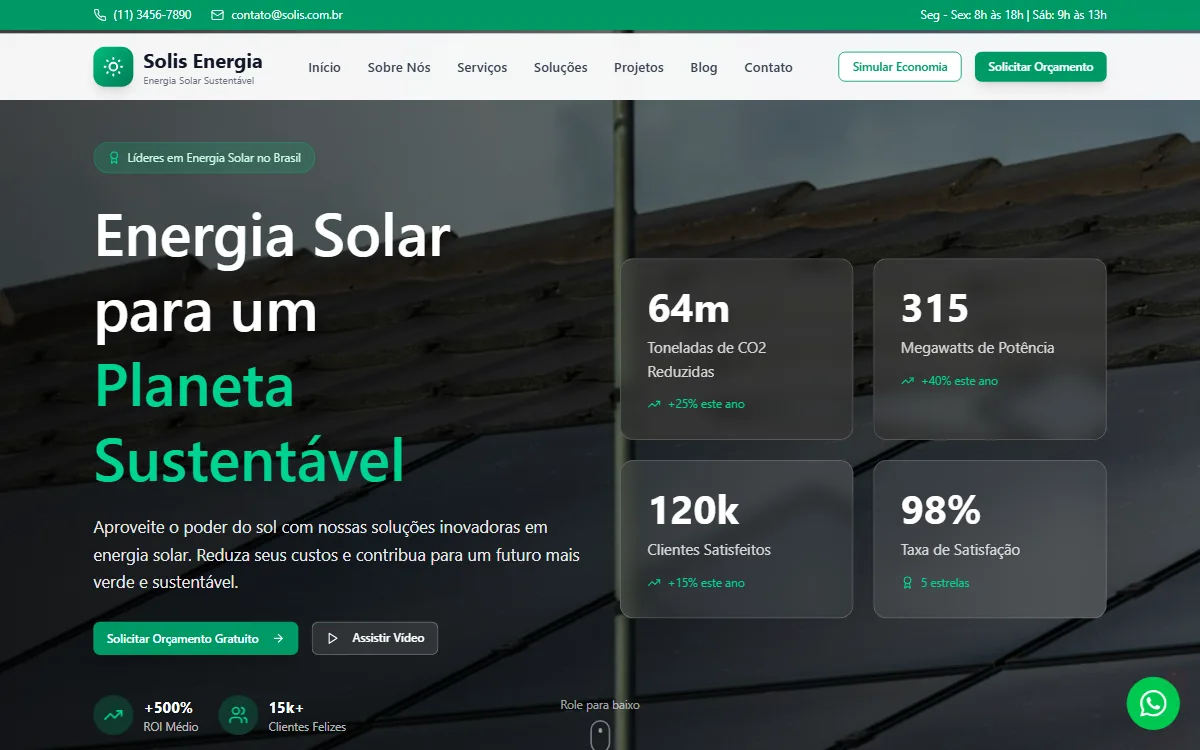 (11) 3456-7890
contato@solis.com.br
Seg - Sex: 8h às 18h | Sáb: 9h às 13h
Solis Energia
Energia Solar Sustentável
Início
Sobre Nós
Serviços
Soluções
Projetos
Blog
Contato
Simular Economia
Solicitar Orçamento
Líderes em Energia Solar no Brasil
Energia Solar
para um
Planeta
Sustentável
Aproveite o poder do sol com nossas soluções inovadoras em
energia solar. Reduza seus custos e contribua para um futuro mais
verde e sustentável.
Solicitar Orçamento Gratuito
Assistir Vídeo
+500%
ROI Médio
15k+
Clientes Felizes
64m
Toneladas de CO2
Reduzidas
+25% este ano
315
Megawatts de Potência
+40% este ano
120k
Clientes Satisfeitos
+15% este ano
98%
Taxa de Satisfação
5 estrelas
Role para baixo